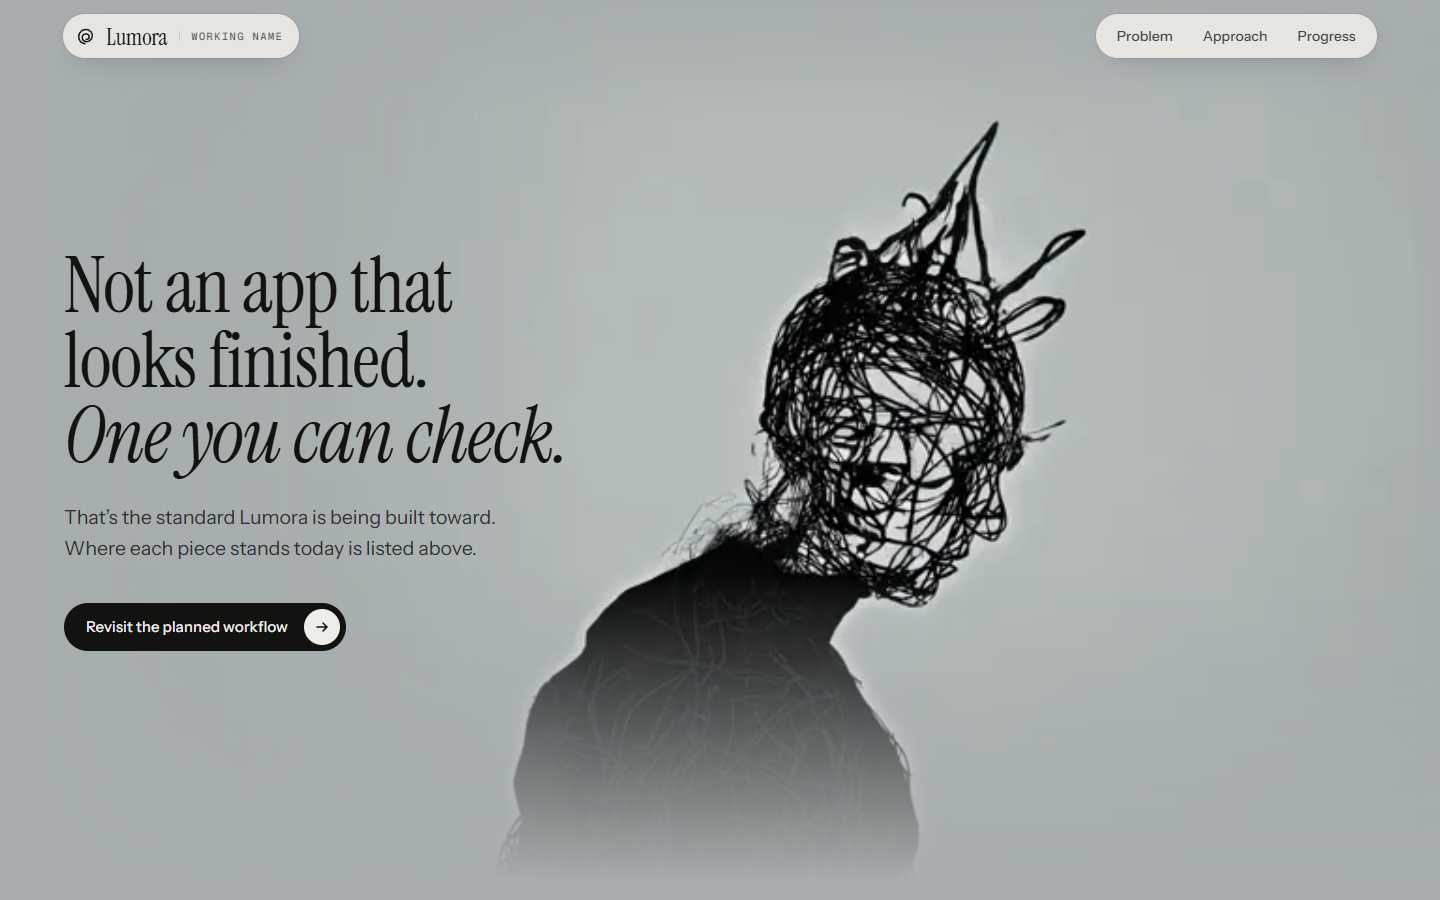 Lumora
WORKING NAME
Problem
Approach
Progress
Not an app that
looks finished.
One you can check.
That’s the standard Lumora is being built toward.
Where each piece stands today is listed above.
Revisit the planned workflow